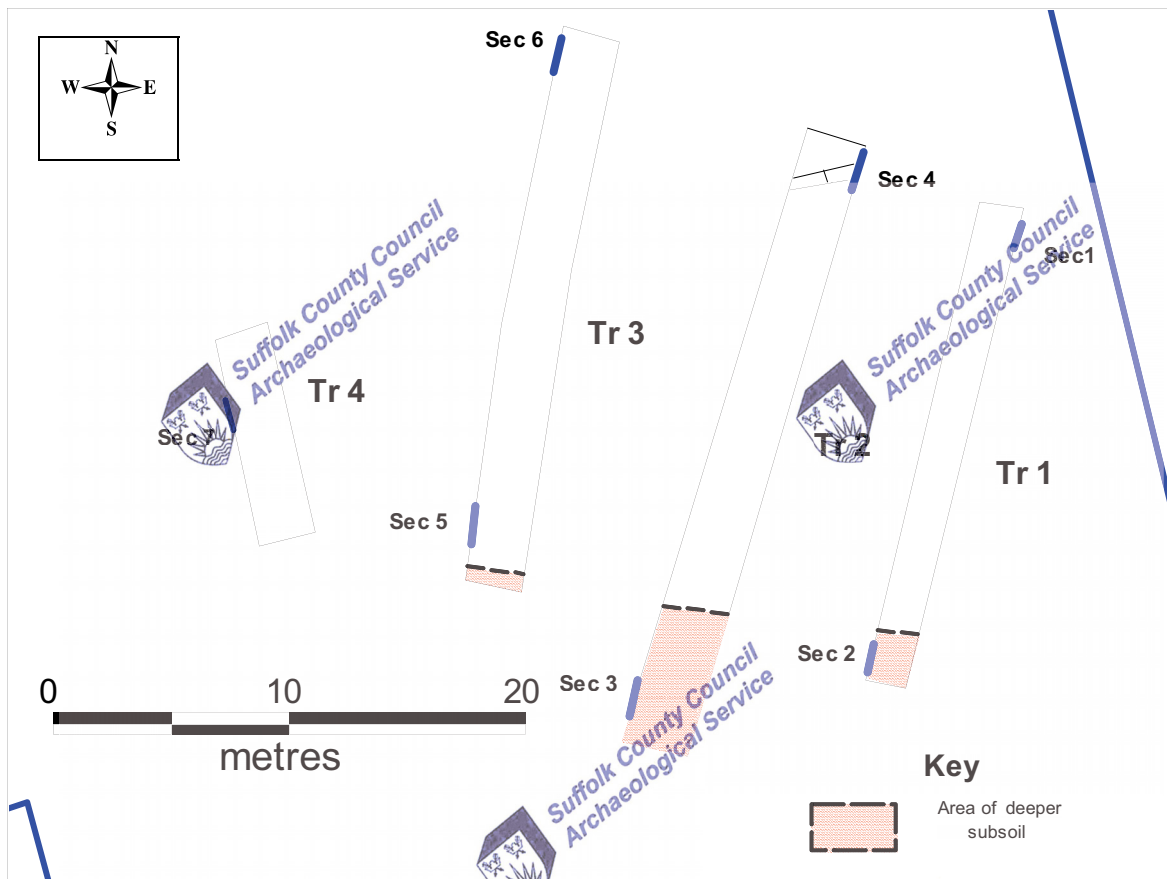 N
W E
S
Sec 6
Sec 4
Suffolk County Council
Archaeological Service
Sec1
Suffolk County Council
Archaeological Service
Tr 3
Tr 4
Sec 7
Tr 2
Tr 1
Sec 5
Sec 2
Sec 3
Suffolk County Council
Archaeological Service
0 10 20
metres
Key
Area of deeper
subsoil